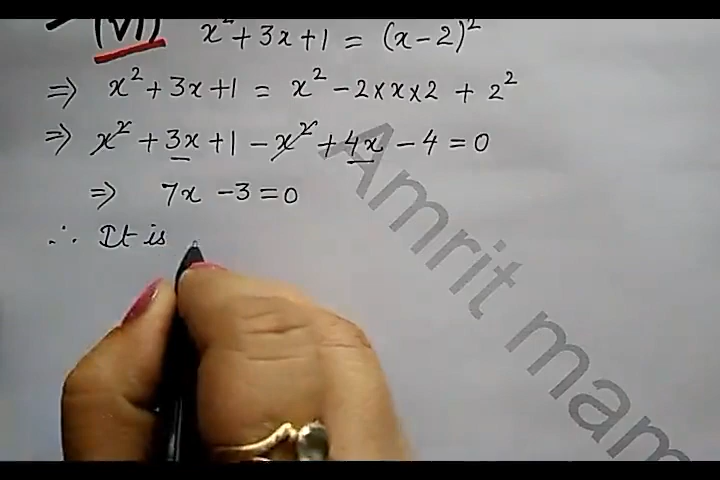 (vi) x² + 3x + 1 = (x - 2)²
⇒ x² + 3x + 1 = x² - 2 × x × 2 + 2²
⇒ x² + 3x + 1 - x² + 4x - 4 = 0
⇒ 7x - 3 = 0
∴ It is
Amrit mam